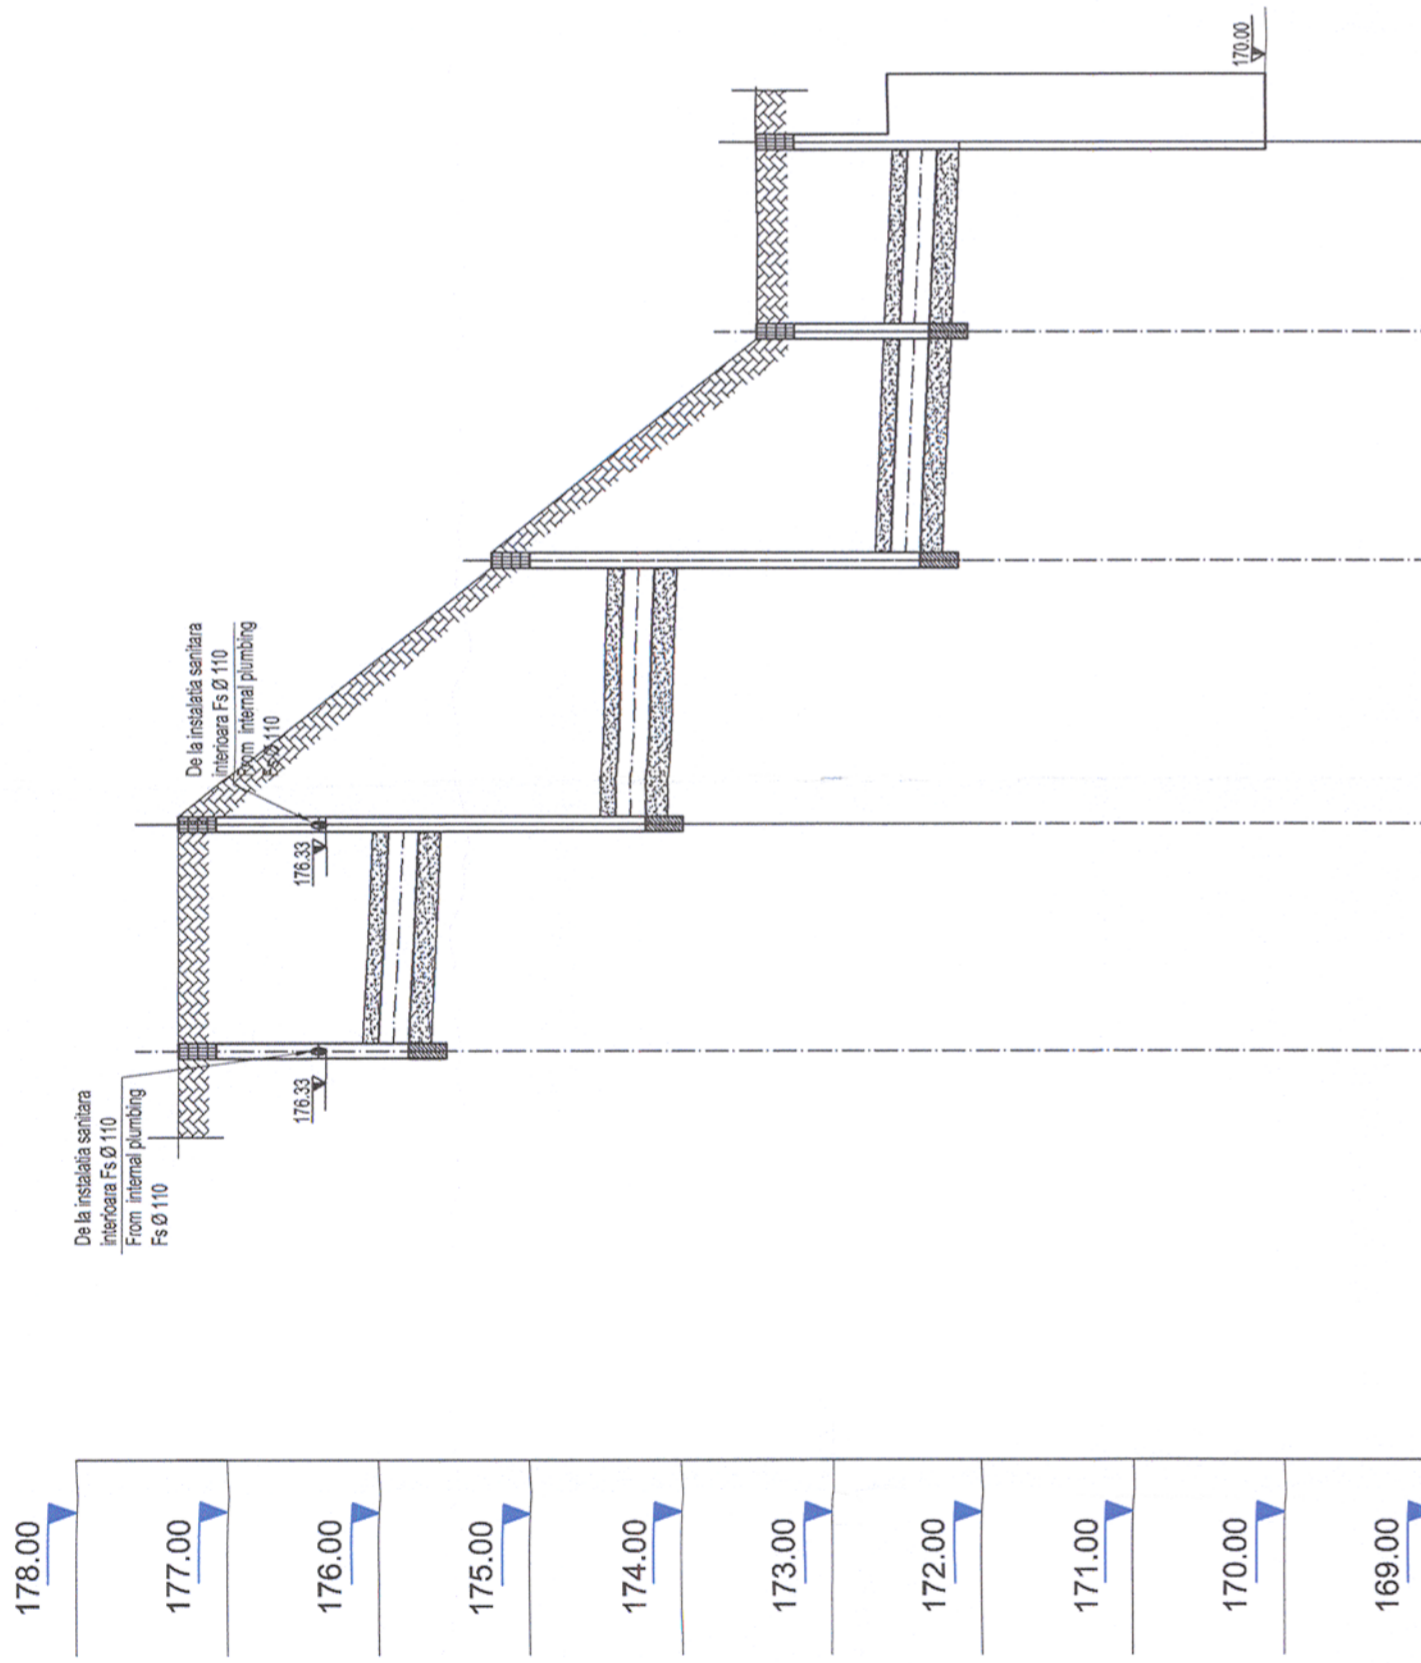 De la instalatia sanitara
interioara Fs Ø 110
From internal plumbing
Fs Ø 110
176.33
De la instalatia sanitara
interioara Fs Ø 110
From internal plumbing
Fs Ø 110
176.33
170.00
178.00
177.00
176.00
175.00
174.00
173.00
172.00
171.00
170.00
169.00